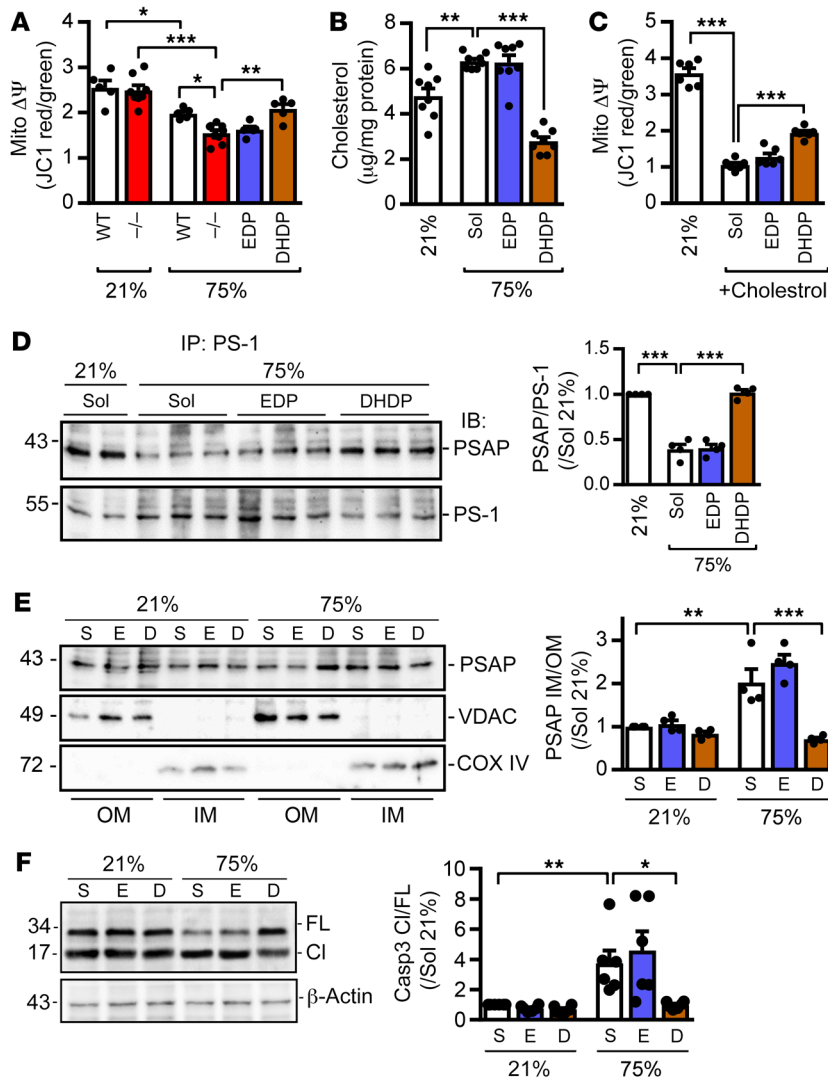 A
* *** * **
Mito ΔΨ
(JC1 red/green)
4
3
2
1
0
WT −/− WT −/− EDP DHDP
21% 75%
B
** ***
Cholesterol
(μg/mg protein)
8
6
4
2
0
21% Sol EDP DHDP
75%
C
*** ***
Mito ΔΨ
(JC1 red/green)
5
4
3
2
1
0
21% Sol EDP DHDP
+Cholestrol
D
IP: PS-1
21% 75%
Sol Sol EDP DHDP
IB:
43 PSAP
55 PS-1
*** ***
PSAP/PS-1
(/Sol 21%)
1.5
1.0
0.5
0.0
21% Sol EDP DHDP
75%
E
21% 75%
S E D S E D S E D S E D
43 PSAP
49 VDAC
72 COX IV
OM IM OM IM
** ***
PSAP IM/OM
(/Sol 21%)
3
2
1
0
S E D S E D
21% 75%
F
21% 75%
S E D S E D
34 FL
17 Cl
43 β-Actin
** *
Casp3 Cl/FL
(/Sol 21%)
10
8
6
4
2
0
S E D S E D
21% 75%